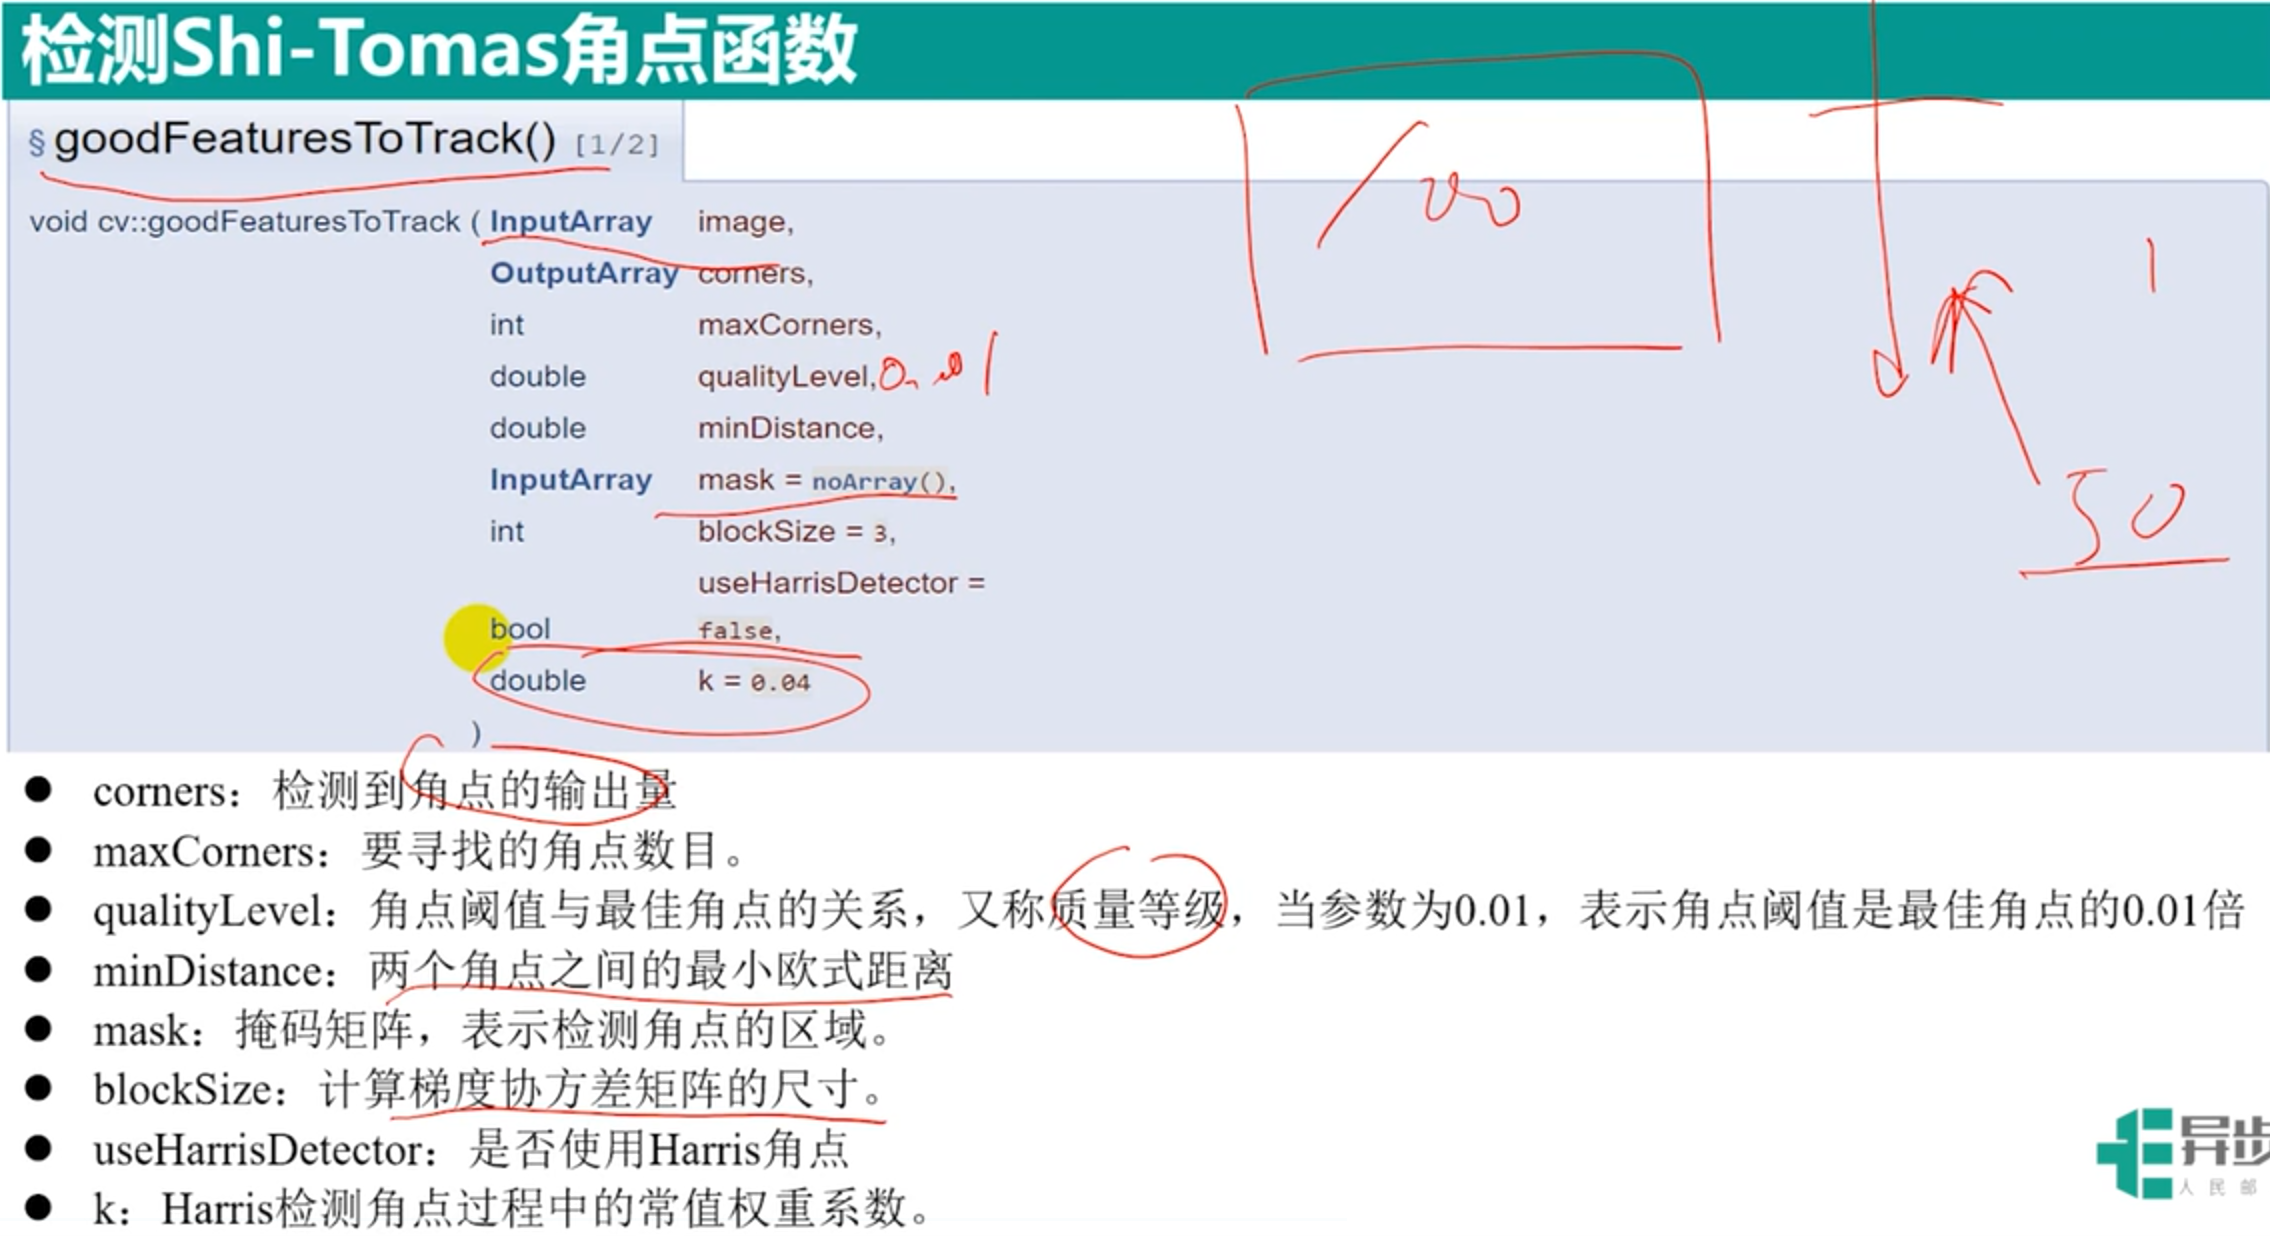 检测Shi-Tomas角点函数
§ goodFeaturesToTrack() [1/2]
void cv::goodFeaturesToTrack ( InputArray image,
OutputArray corners,
int maxCorners,
double qualityLevel,
double minDistance,
InputArray mask = noArray(),
int blockSize = 3,
useHarrisDetector =
bool false,
double k = 0.04
)
100
1
50
● corners：检测到角点的输出量
● maxCorners：要寻找的角点数目。
● qualityLevel：角点阈值与最佳角点的关系，又称质量等级，当参数为0.01，表示角点阈值是最佳角点的0.01倍
● minDistance：两个角点之间的最小欧式距离
● mask：掩码矩阵，表示检测角点的区域。
● blockSize：计算梯度协方差矩阵的尺寸。
● useHarrisDetector：是否使用Harris角点
● k：Harris检测角点过程中的常值权重系数。
异步
人民邮